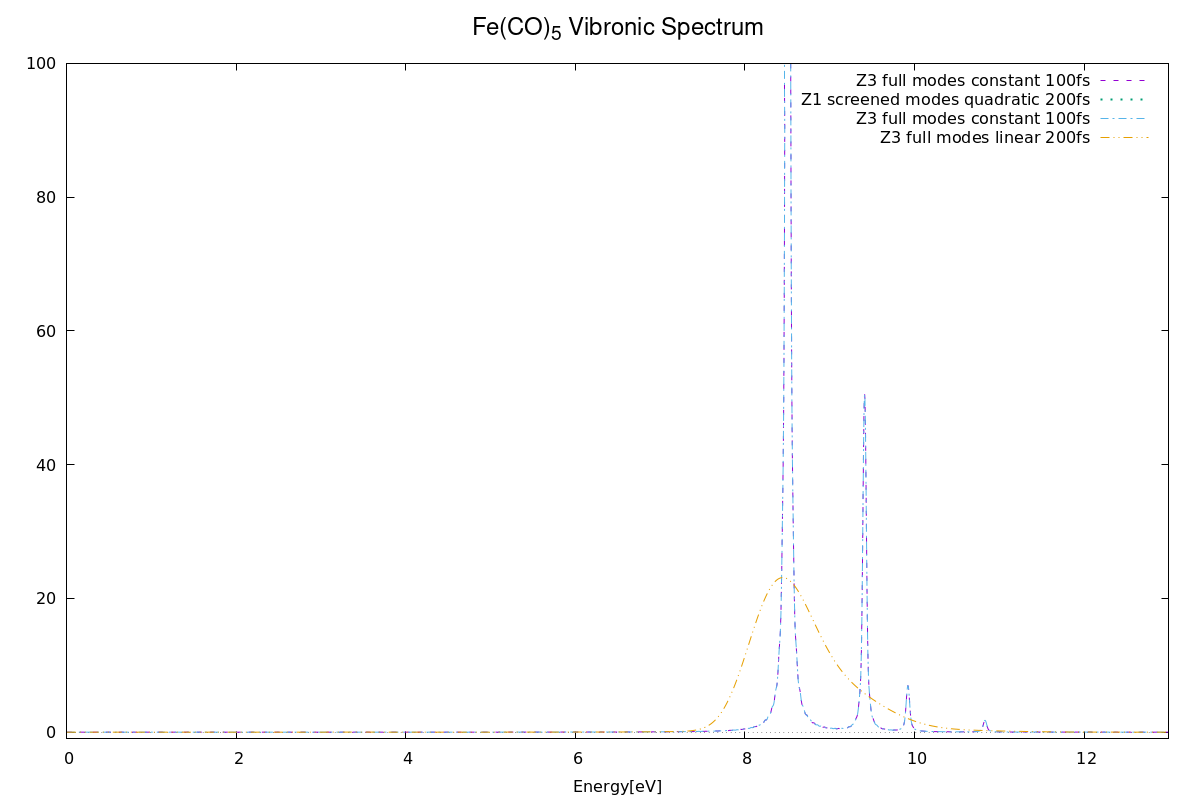 Fe(CO)5 Vibronic Spectrum
100
80
60
40
20
0
Z3 full modes constant 100fs
Z1 screened modes quadratic 200fs
Z3 full modes constant 100fs
Z3 full modes linear 200fs
0 2 4 6 8 10 12
Energy[eV]